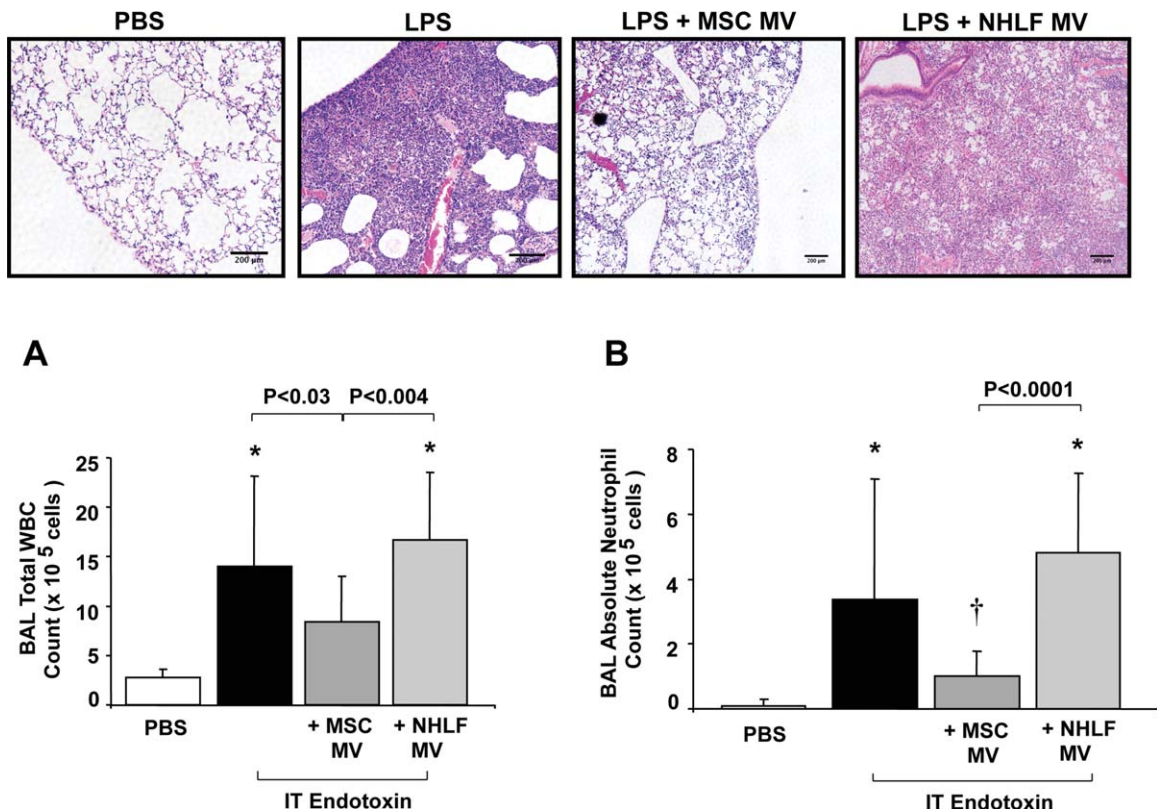 PBS LPS LPS + MSC MV LPS + NHLF MV
200 µm 200 µm 200 µm 200 µm
A
P<0.03 P<0.004
* *
BAL Total WBC
Count (x 10 5 cells )
25
20
15
10
5
0
PBS + MSC + NHLF
MV MV
IT Endotoxin
B
P<0.0001
* † *
BAL Absolute Neutrophil
Count (x 10 5 cells )
8
6
4
2
0
PBS + MSC + NHLF
MV MV
IT Endotoxin